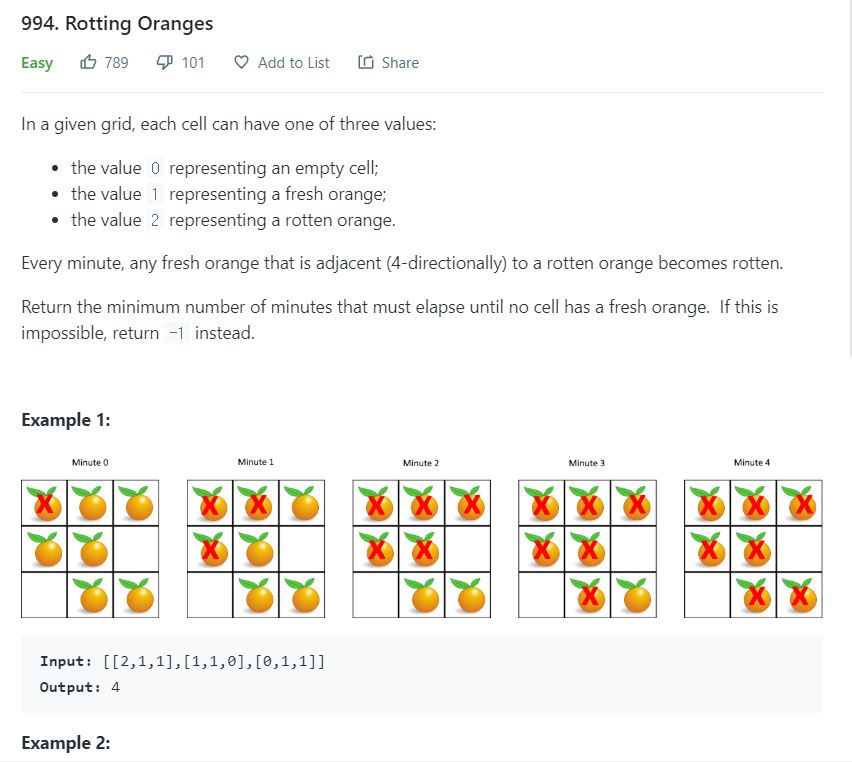 994. Rotting Oranges
Easy 789 101 Add to List Share
In a given grid, each cell can have one of three values:
• the value 0 representing an empty cell;
• the value 1 representing a fresh orange;
• the value 2 representing a rotten orange.
Every minute, any fresh orange that is adjacent (4-directionally) to a rotten orange becomes rotten.
Return the minimum number of minutes that must elapse until no cell has a fresh orange. If this is
impossible, return -1 instead.
Example 1:
Minute 0 Minute 1 Minute 2 Minute 3 Minute 4
X X X X X X X X X X X X X X X X X X X X X
Input: [[2,1,1],[1,1,0],[0,1,1]]
Output: 4
Example 2: